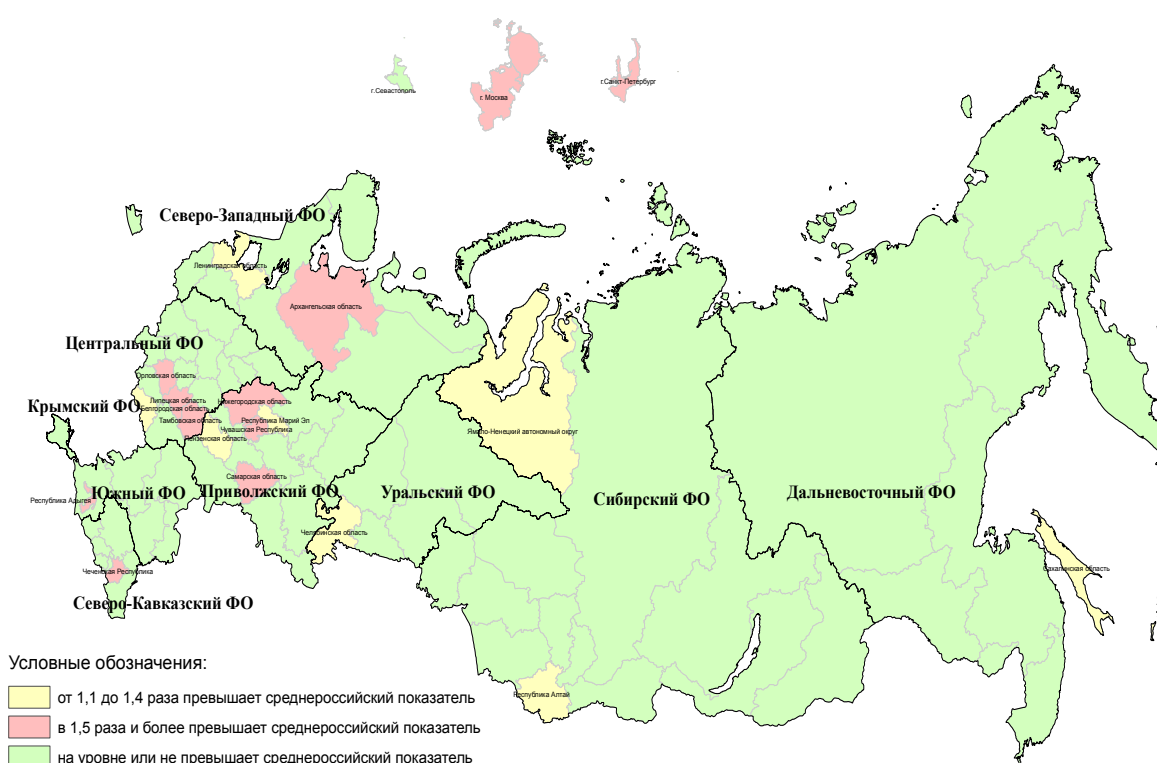 г.Севастополь
г. Москва
г.Санкт-Петербург
Северо-Западный ФО
Ленинградская область
Архангельская область
Центральный ФО
Орловская область
Крымский ФО
Липецкая область
Белгородская область
Тамбовская область
Нижегородская область
Республика Марий Эл
Чувашская Республика
Пензенская область
Ямало-Ненецкий автономный округ
Самарская область
Республика Адыгея
Южный ФО
Приволжский ФО
Уральский ФО
Сибирский ФО
Дальневосточный ФО
Челябинская область
Чеченская Республика
Сахалинская область
Северо-Кавказский ФО
Республика Алтай
Условные обозначения:
от 1,1 до 1,4 раза превышает среднероссийский показатель
в 1,5 раза и более превышает среднероссийский показатель
на уровне или не превышает среднероссийский показатель